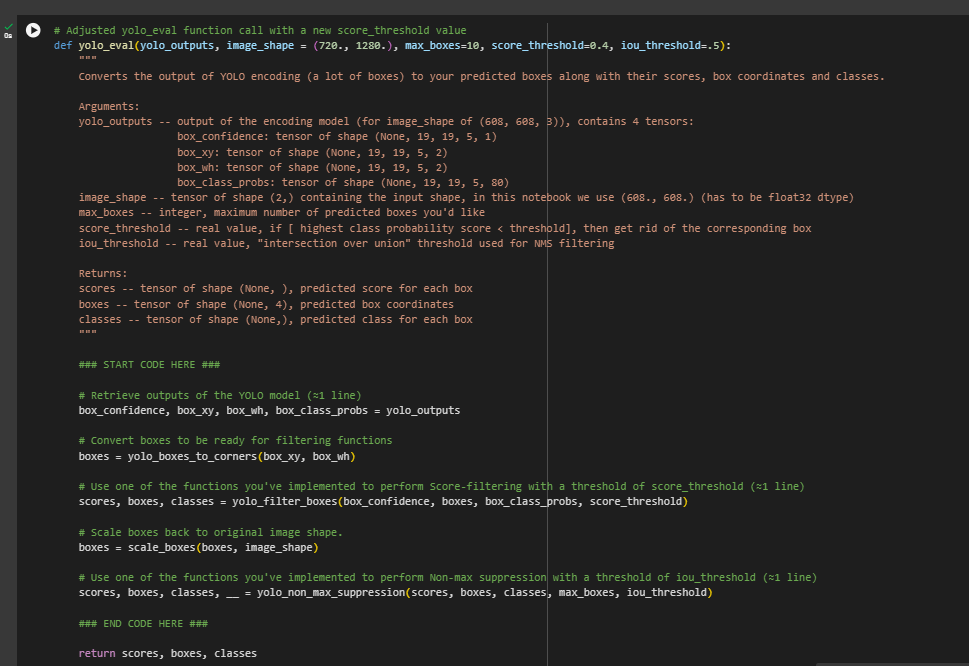 0s
# Adjusted yolo_eval function call with a new score_threshold value
def yolo_eval(yolo_outputs, image_shape = (720., 1280.), max_boxes=10, score_threshold=0.4, iou_threshold=.5):
"""
Converts the output of YOLO encoding (a lot of boxes) to your predicted boxes along with their scores, box coordinates and classes.
Arguments:
yolo_outputs -- output of the encoding model (for image_shape of (608, 608, 3)), contains 4 tensors:
box_confidence: tensor of shape (None, 19, 19, 5, 1)
box_xy: tensor of shape (None, 19, 19, 5, 2)
box_wh: tensor of shape (None, 19, 19, 5, 2)
box_class_probs: tensor of shape (None, 19, 19, 5, 80)
image_shape -- tensor of shape (2,) containing the input shape, in this notebook we use (608., 608.) (has to be float32 dtype)
max_boxes -- integer, maximum number of predicted boxes you'd like
score_threshold -- real value, if [ highest class probability score < threshold], then get rid of the corresponding box
iou_threshold -- real value, "intersection over union" threshold used for NMS filtering
Returns:
scores -- tensor of shape (None, ), predicted score for each box
boxes -- tensor of shape (None, 4), predicted box coordinates
classes -- tensor of shape (None,), predicted class for each box
"""
### START CODE HERE ###
# Retrieve outputs of the YOLO model (≈1 line)
box_confidence, box_xy, box_wh, box_class_probs = yolo_outputs
# Convert boxes to be ready for filtering functions
boxes = yolo_boxes_to_corners(box_xy, box_wh)
# Use one of the functions you've implemented to perform Score-filtering with a threshold of score_threshold (≈1 line)
scores, boxes, classes = yolo_filter_boxes(box_confidence, boxes, box_class_probs, score_threshold)
# Scale boxes back to original image shape.
boxes = scale_boxes(boxes, image_shape)
# Use one of the functions you've implemented to perform Non-max suppression with a threshold of iou_threshold (≈1 line)
scores, boxes, classes, __ = yolo_non_max_suppression(scores, boxes, classes, max_boxes, iou_threshold)
### END CODE HERE ###
return scores, boxes, classes